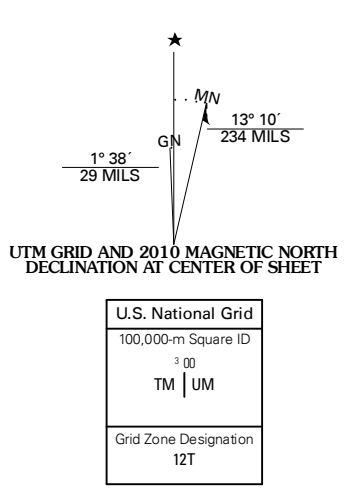 ★
MN
GN
13° 10´
234 MILS
1° 38´
29 MILS
UTM GRID AND 2010 MAGNETIC NORTH
DECLINATION AT CENTER OF SHEET
U.S. National Grid
100,000-m Square ID
3 00
TM | UM
Grid Zone Designation
12T